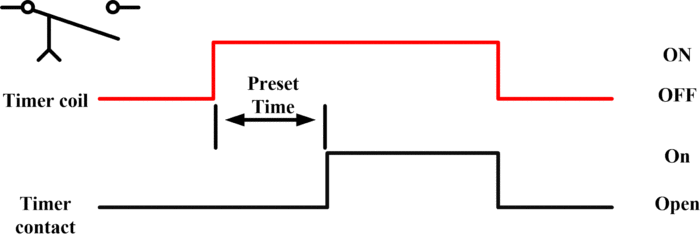 Preset
Time
ON
Timer coil
OFF
On
Timer
contact
Open